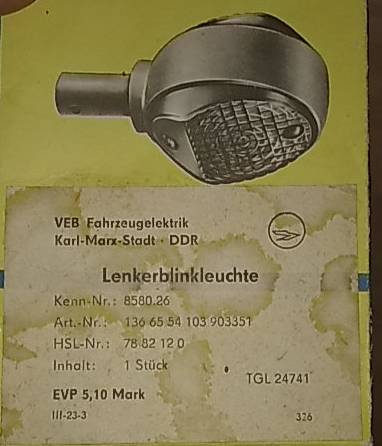 VEB Fahrzeugelektrik
Karl-Marx-Stadt · DDR
Lenkerblinkleuchte
Kenn-Nr.: 8580.26
Art.-Nr.: 136 65 54 103 903351
HSL-Nr.: 78 82 12 0
Inhalt: 1 Stück
TGL 24741
EVP 5,10 Mark
III-23-3 326